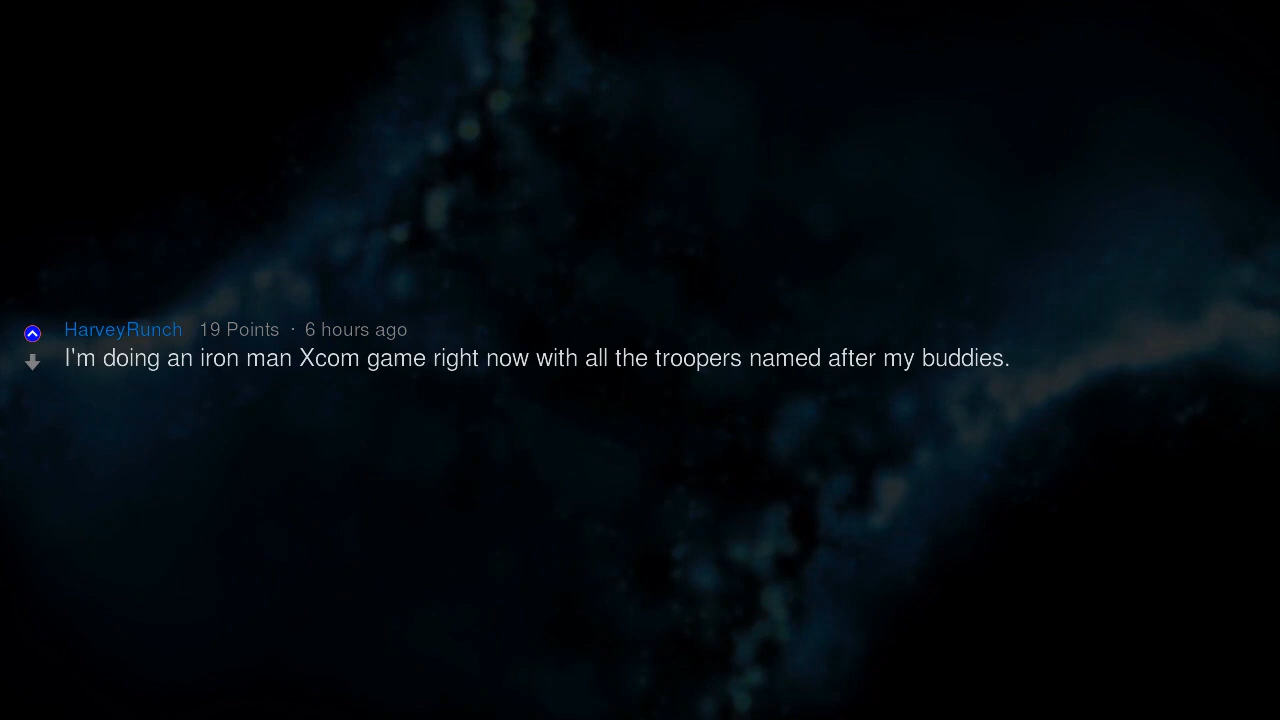 HarveyRunch 19 Points · 6 hours ago
I'm doing an iron man Xcom game right now with all the troopers named after my buddies.